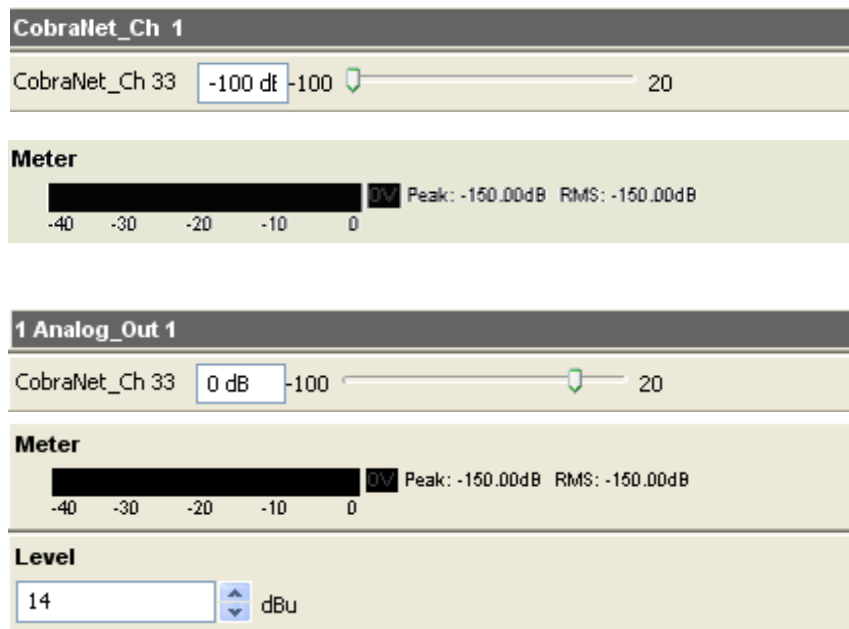 CobraNet_Ch 1
CobraNet_Ch 33 -100 dE -100 20
Meter
0V Peak: -150.00dB RMS: -150.00dB
-40 -30 -20 -10 0
1 Analog_Out 1
CobraNet_Ch 33 0 dB -100 20
Meter
0V Peak: -150.00dB RMS: -150.00dB
-40 -30 -20 -10 0
Level
14 dBu